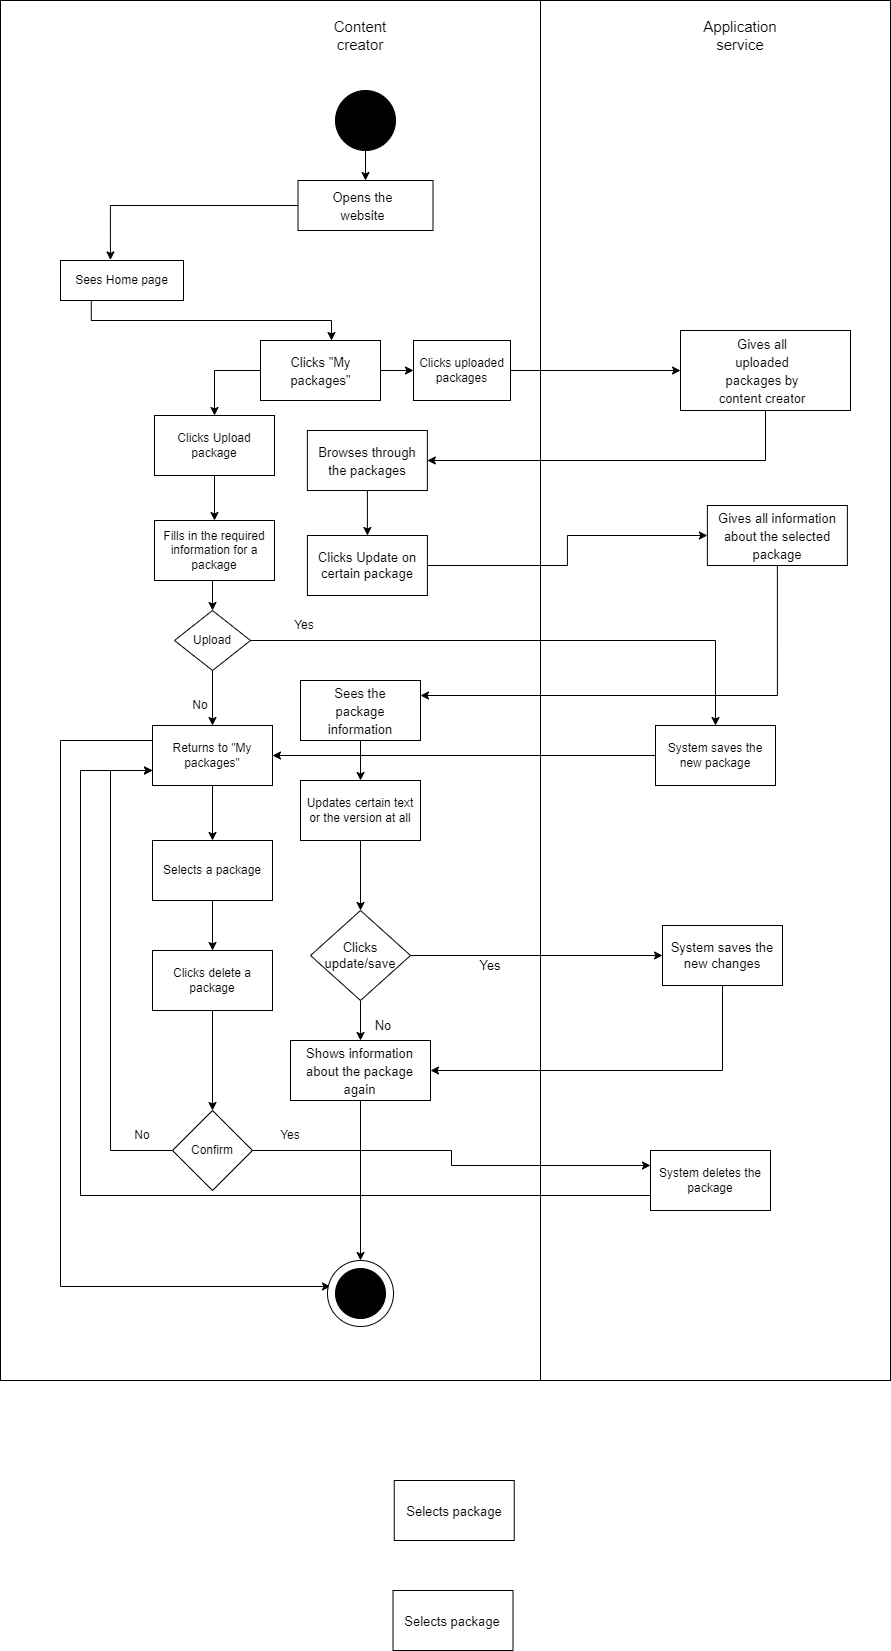 Content
creator
Application
service
Opens the
website
Sees Home page
Clicks "My
packages"
Clicks uploaded
packages
Gives all
uploaded
packages by
content creator
Clicks Upload
package
Browses through
the packages
Fills in the required
information for a
package
Clicks Update on
certain package
Gives all information
about the selected
package
Upload
Yes
No
Sees the
package
information
Returns to "My
packages"
System saves the
new package
Updates certain text
or the version at all
Selects a package
Clicks
update/save
Yes
No
System saves the
new changes
Clicks delete a
package
Shows information
about the package
again
No
Confirm
Yes
System deletes the
package
Selects package
Selects package